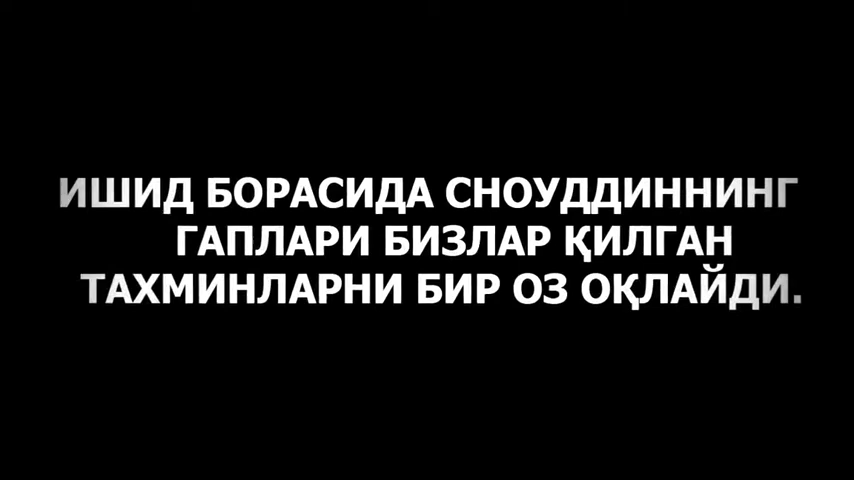 ИШИД БОРАСИДА СНОУДДИННИНГ
ГАПЛАРИ БИЗЛАР ҚИЛГАН
ТАХМИНЛАРНИ БИР ОЗ ОҚЛАЙДИ.